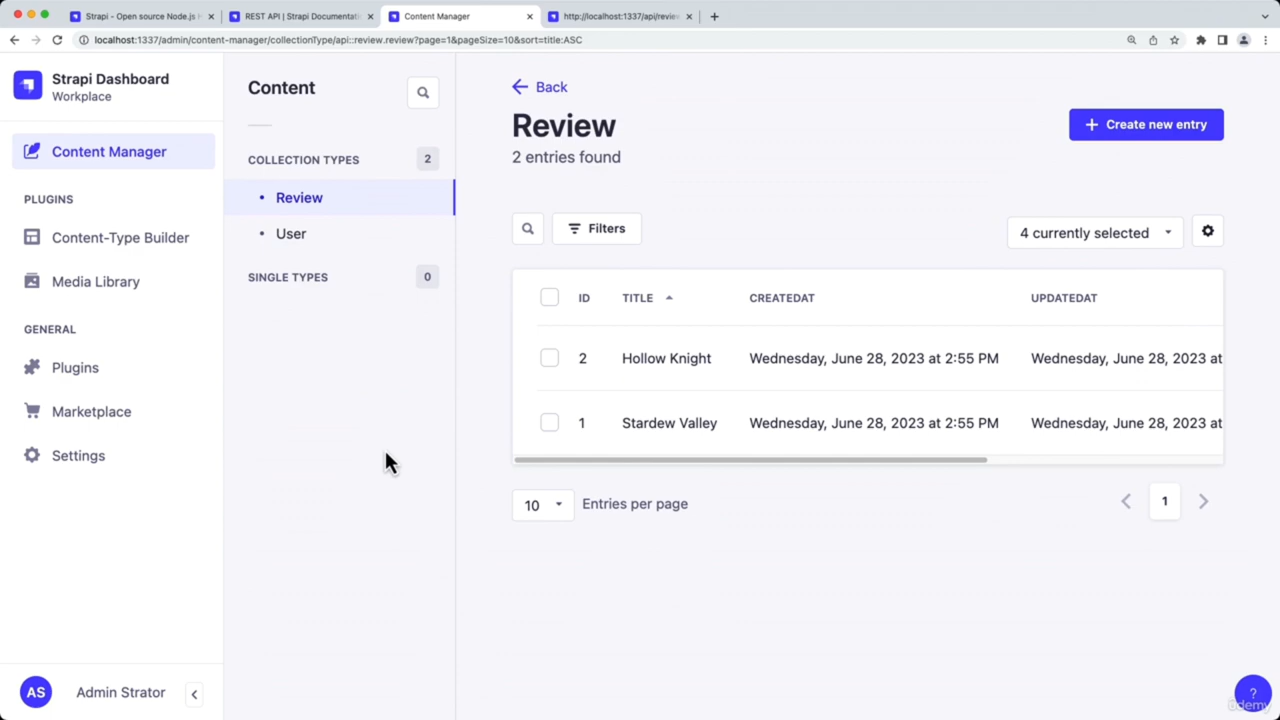 Strapi - Open source Node.js H
REST API | Strapi Documentati
Content Manager
http://localhost:1337/api/review
localhost:1337/admin/content-manager/collectionType/api::review.review?page=1&pageSize=10&sort=title:ASC
Strapi Dashboard
Workplace
Content Manager
PLUGINS
Content-Type Builder
Media Library
GENERAL
Plugins
Marketplace
Settings
AS
Admin Strator
Content
COLLECTION TYPES
2
Review
User
SINGLE TYPES
0
Back
Review
2 entries found
Create new entry
Filters
4 currently selected
ID TITLE CREATEDAT UPDATEDAT
2 Hollow Knight Wednesday, June 28, 2023 at 2:55 PM Wednesday, June 28, 2023 at
1 Stardew Valley Wednesday, June 28, 2023 at 2:55 PM Wednesday, June 28, 2023 at
10 Entries per page
1
?
ûdemy